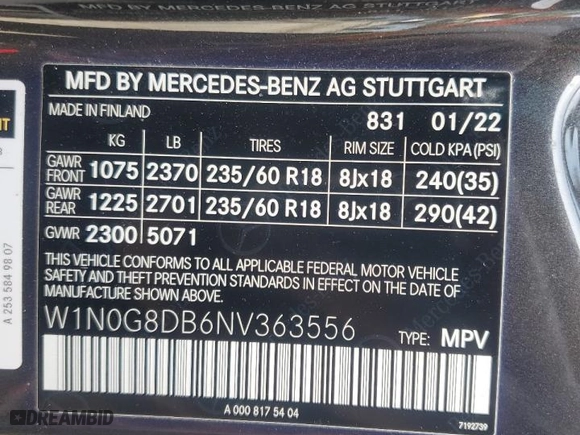 MFD BY MERCEDES-BENZ AG STUTTGART
MADE IN FINLAND 831 01/22
KG LB TIRES RIM SIZE COLD KPA (PSI)
GAWR FRONT 1075 2370 235/60 R18 8Jx18 240(35)
GAWR REAR 1225 2701 235/60 R18 8Jx18 290(42)
GVWR 2300 5071
THIS VEHICLE CONFORMS TO ALL APPLICABLE FEDERAL MOTOR VEHICLE
SAFETY AND THEFT PREVENTION STANDARDS IN EFFECT ON THE DATE
OF MANUFACTURE SHOWN ABOVE.
W1N0G8DB6NV363556 TYPE: MPV
A 000 817 54 04 7192739
A 253 584 98 07
DREAMBID